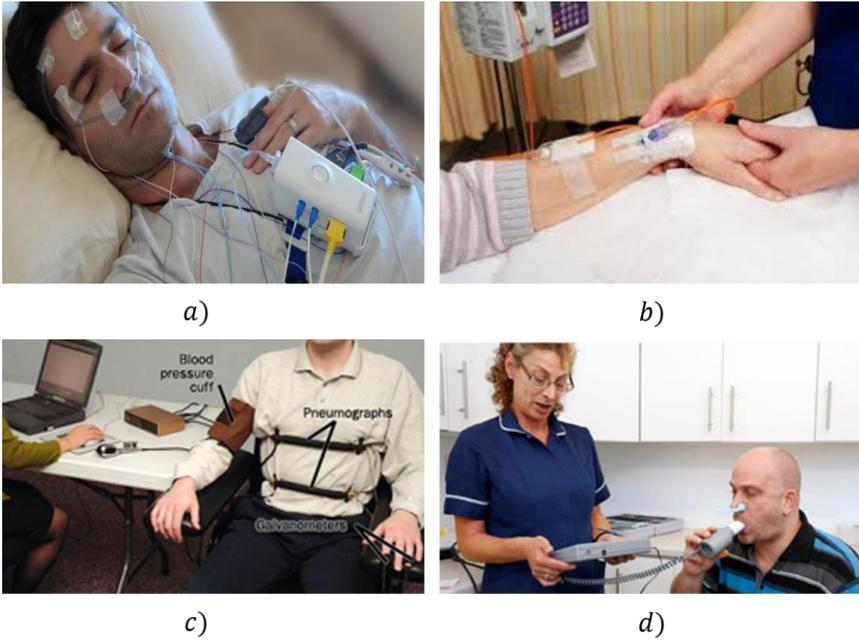 a)
b)
Blood
pressure
cuff
Pneumographs
Galvanometers
c)
d)